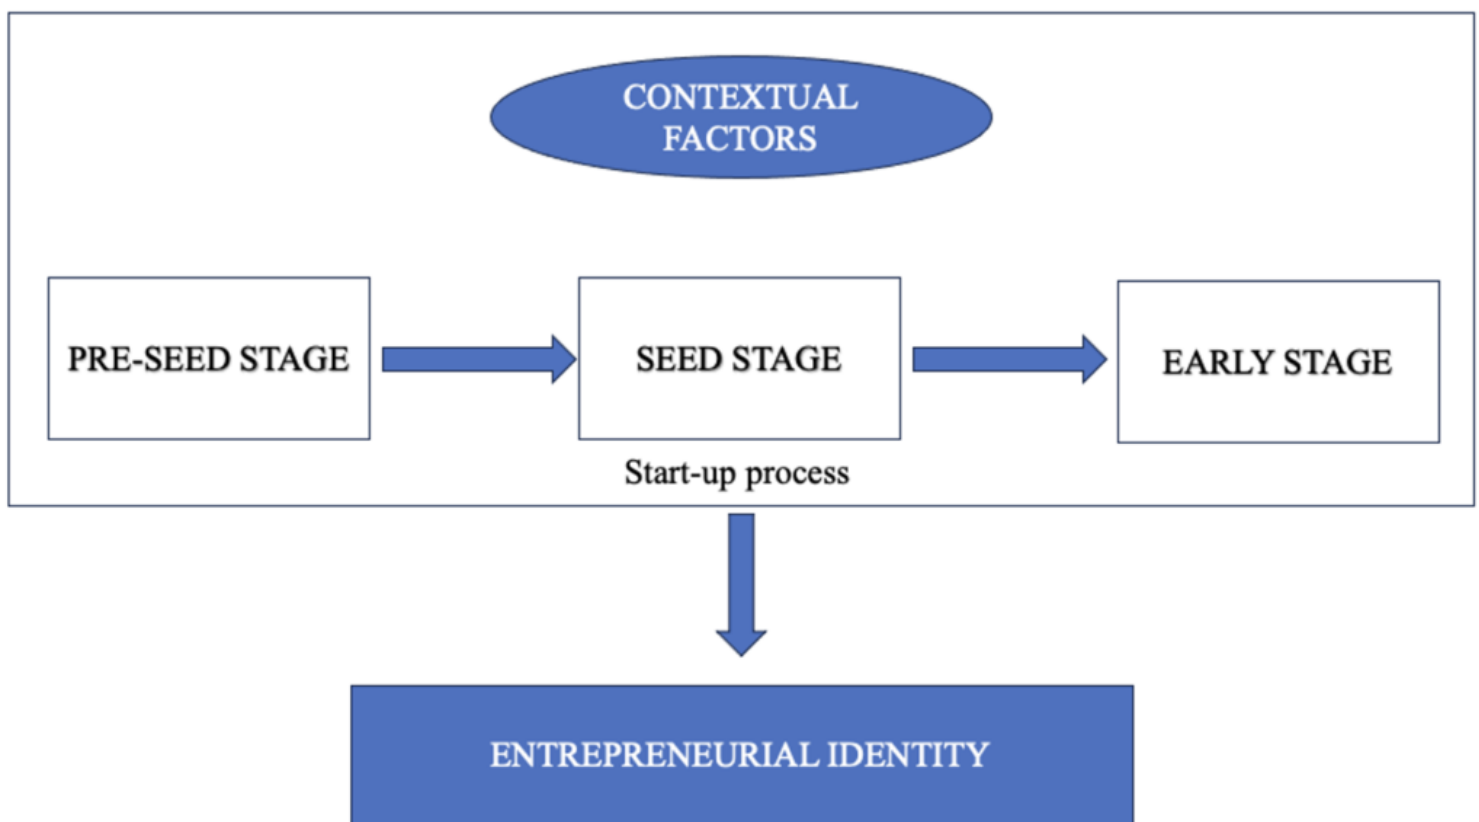 CONTEXTUAL
FACTORS
PRE-SEED STAGE
SEED STAGE
EARLY STAGE
Start-up process
ENTREPRENEURIAL IDENTITY